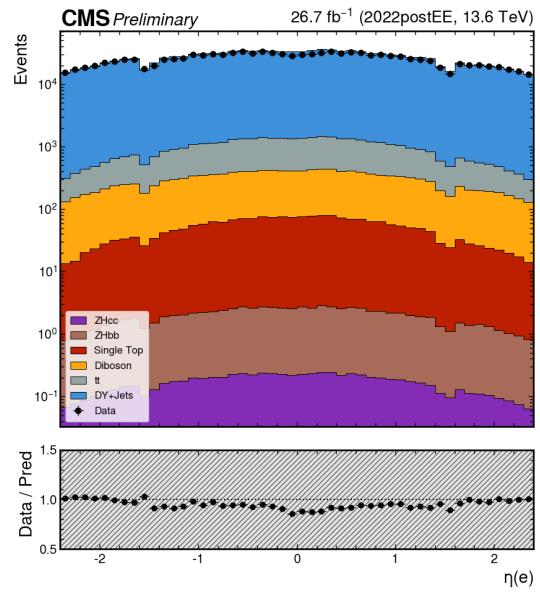 CMS Preliminary 26.7 fb⁻¹ (2022postEE, 13.6 TeV)
Events
10⁴
10³
10²
10¹
10⁰
10⁻¹
ZHcc
ZHbb
Single Top
Diboson
tt
DY+Jets
Data
Data / Pred
1.5
1.0
0.5
-2 -1 0 1 2
η(e)